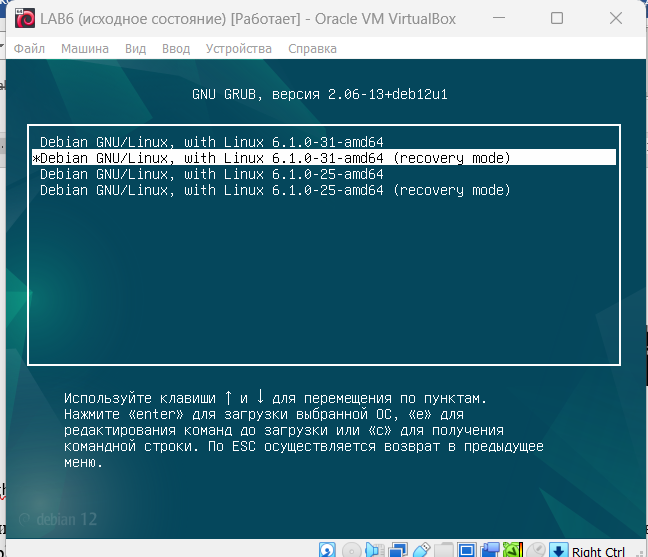 LAB6 (исходное состояние) [Работает] - Oracle VM VirtualBox
Файл Машина Вид Ввод Устройства Справка
GNU GRUB, версия 2.06-13+deb12u1
Debian GNU/Linux, with Linux 6.1.0-31-amd64
*Debian GNU/Linux, with Linux 6.1.0-31-amd64 (recovery mode)
Debian GNU/Linux, with Linux 6.1.0-25-amd64
Debian GNU/Linux, with Linux 6.1.0-25-amd64 (recovery mode)
Используйте клавиши ↑ и ↓ для перемещения по пунктам.
Нажмите «enter» для загрузки выбранной ОС, «e» для
редактирования команд до загрузки или «c» для получения
командной строки. По ESC осуществляется возврат в предыдущее
меню.
debian 12
Right Ctrl